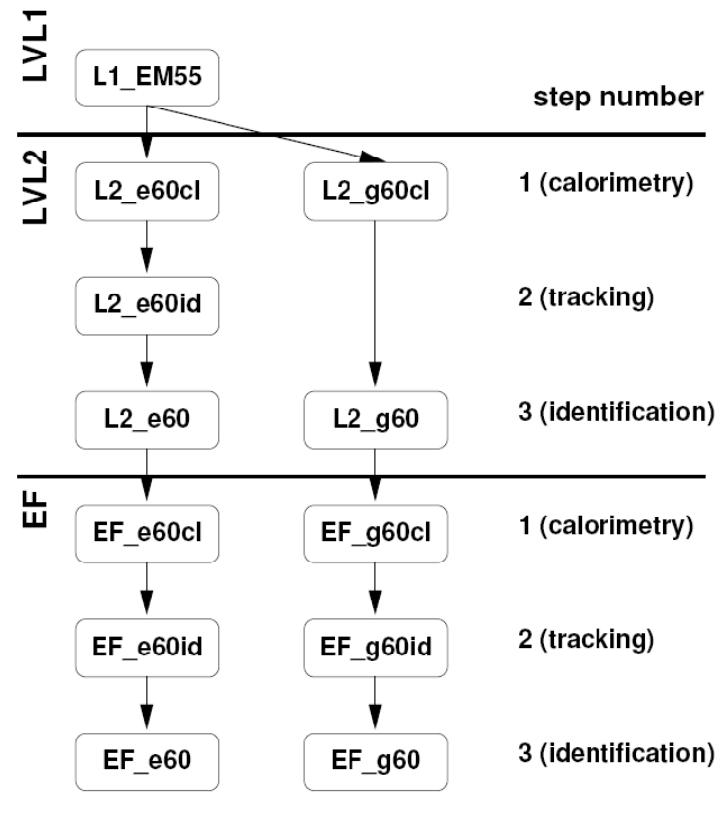 LVL1
L1_EM55
step number
LVL2
L2_e60cl
L2_g60cl
1 (calorimetry)
L2_e60id
2 (tracking)
L2_e60
L2_g60
3 (identification)
EF
EF_e60cl
EF_g60cl
1 (calorimetry)
EF_e60id
EF_g60id
2 (tracking)
EF_e60
EF_g60
3 (identification)